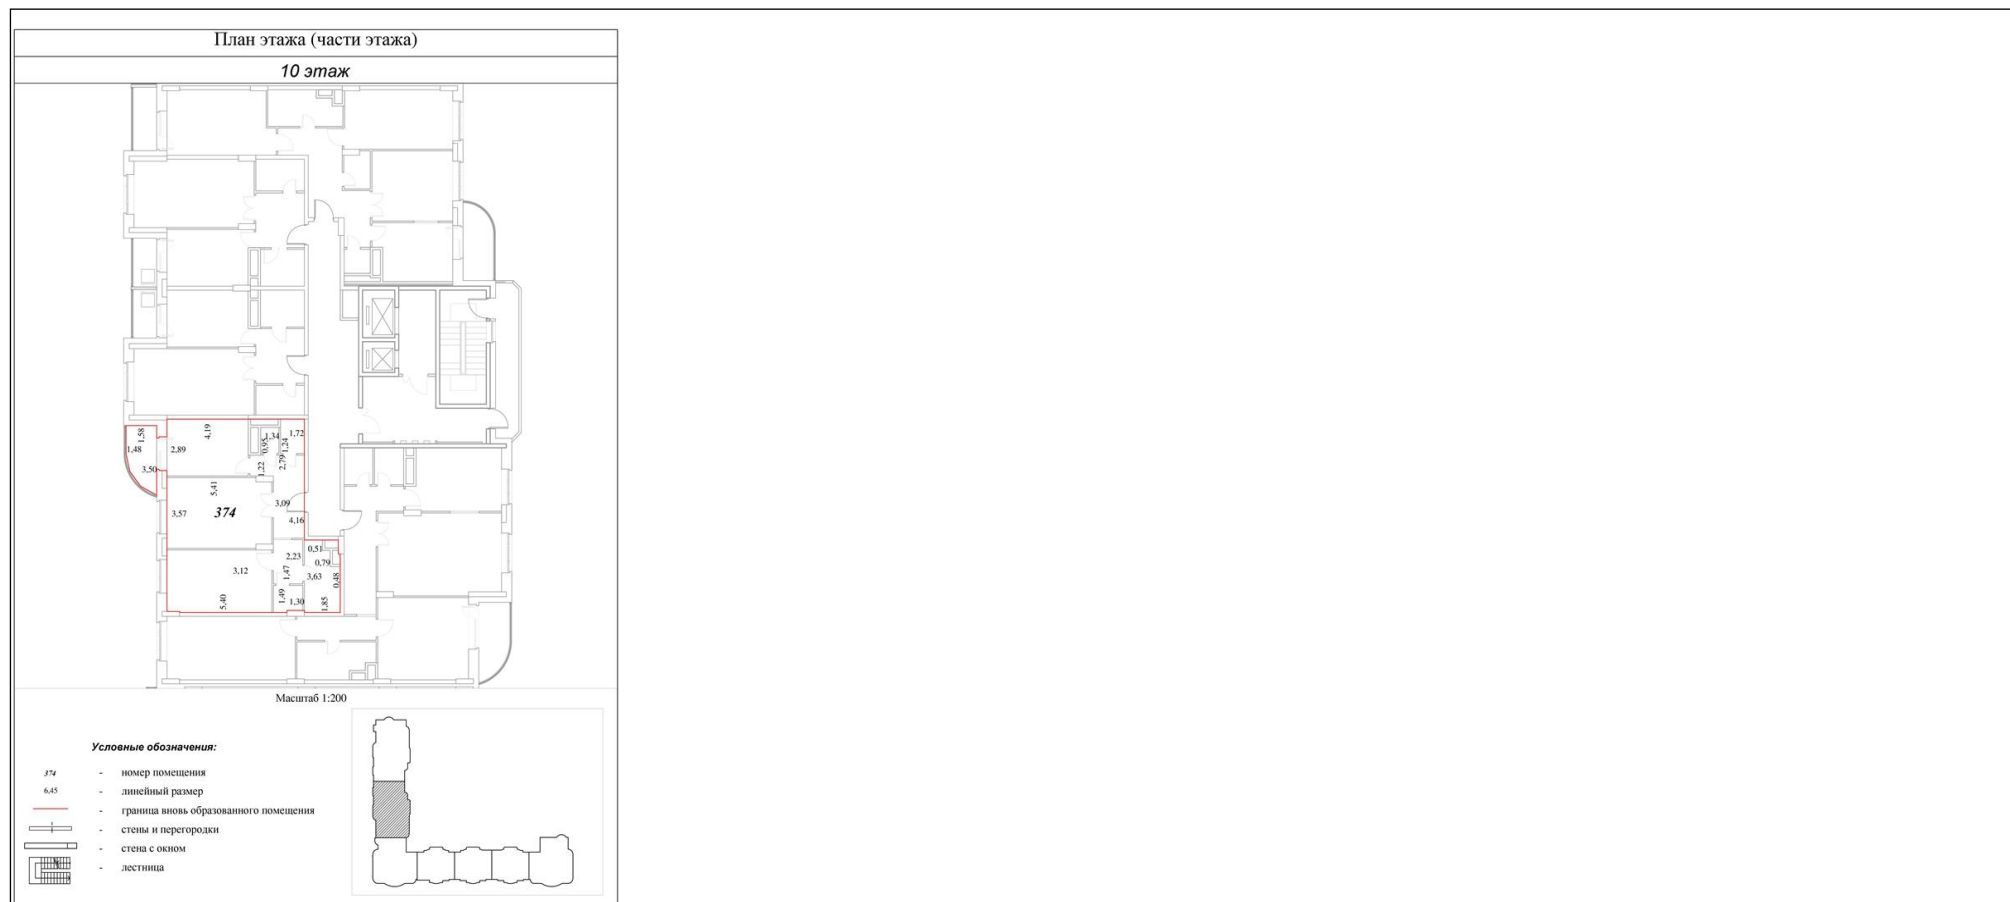 План этажа (части этажа)
10 этаж
4,19
1,58
1,48
2,89
3,50
1,34
0,95
1,72
1,24
1,22
2,79
5,41
3,09
3,57
374
4,16
2,23
0,51
0,79
3,12
1,47
3,63
0,48
5,40
1,49
1,30
1,85
Масштаб 1:200
Условные обозначения:
374 - номер помещения
6,45 - линейный размер
- граница вновь образованного помещения
- стены и перегородки
- стена с окном
- лестница